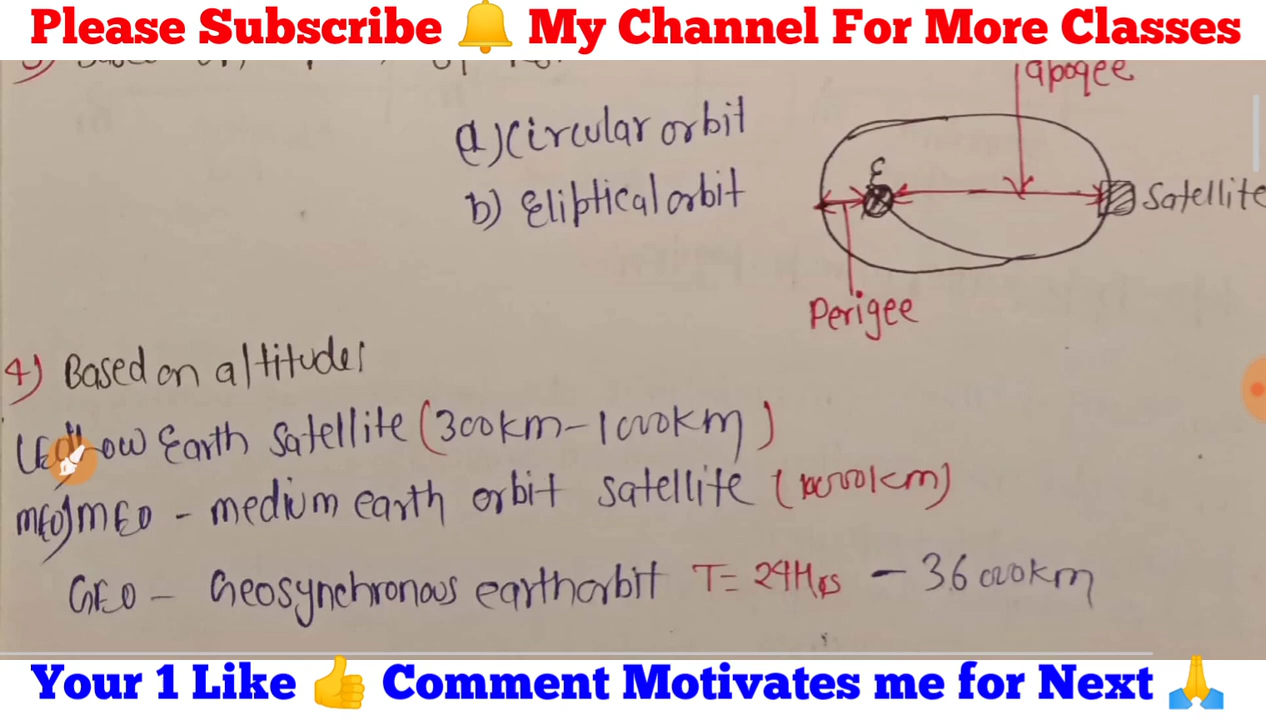 Please Subscribe 🔔 My Channel For More Classes
apogee
a) Circular orbit
E
b) Eliptical orbit
Satellite
Perigee
4) Based on altitudes
Low Earth Satellite (300km - 1000km)
MEO) MEO - medium earth orbit satellite (10000km)
GEO - Geosynchronous earth orbit T = 24Hrs - 36000km
Your 1 Like 👍 Comment Motivates me for Next 🙏